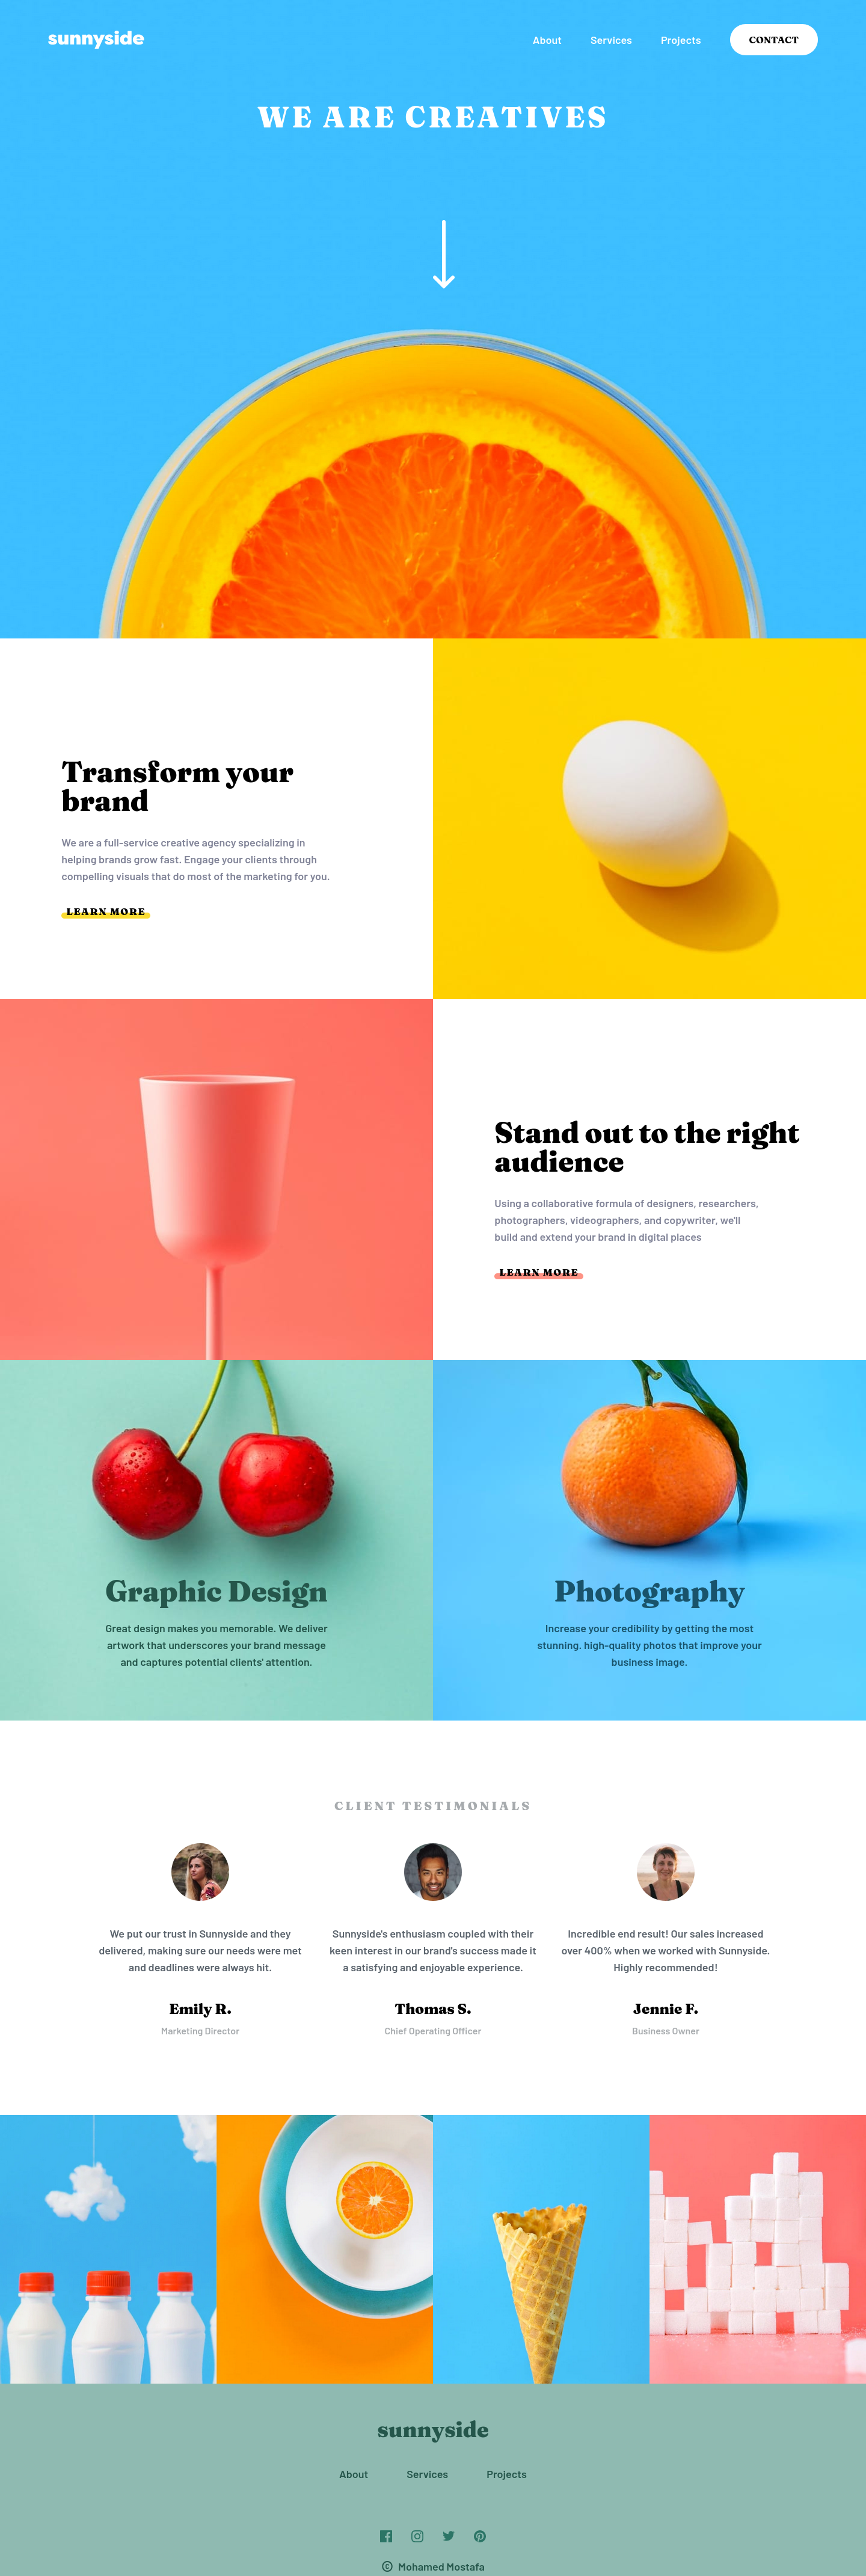 sunnyside
About Services Projects CONTACT
WE ARE CREATIVES
Transform your
brand
We are a full-service creative agency specializing in
helping brands grow fast. Engage your clients through
compelling visuals that do most of the marketing for you.
LEARN MORE
Stand out to the right
audience
Using a collaborative formula of designers, researchers,
photographers, videographers, and copywriter, we'll
build and extend your brand in digital places
LEARN MORE
Graphic Design
Great design makes you memorable. We deliver
artwork that underscores your brand message
and captures potential clients' attention.
Photography
Increase your credibility by getting the most
stunning. high-quality photos that improve your
business image.
CLIENT TESTIMONIALS
We put our trust in Sunnyside and they
delivered, making sure our needs were met
and deadlines were always hit.
Emily R.
Marketing Director
Sunnyside's enthusiasm coupled with their
keen interest in our brand's success made it
a satisfying and enjoyable experience.
Thomas S.
Chief Operating Officer
Incredible end result! Our sales increased
over 400% when we worked with Sunnyside.
Highly recommended!
Jennie F.
Business Owner
sunnyside
About Services Projects
© Mohamed Mostafa